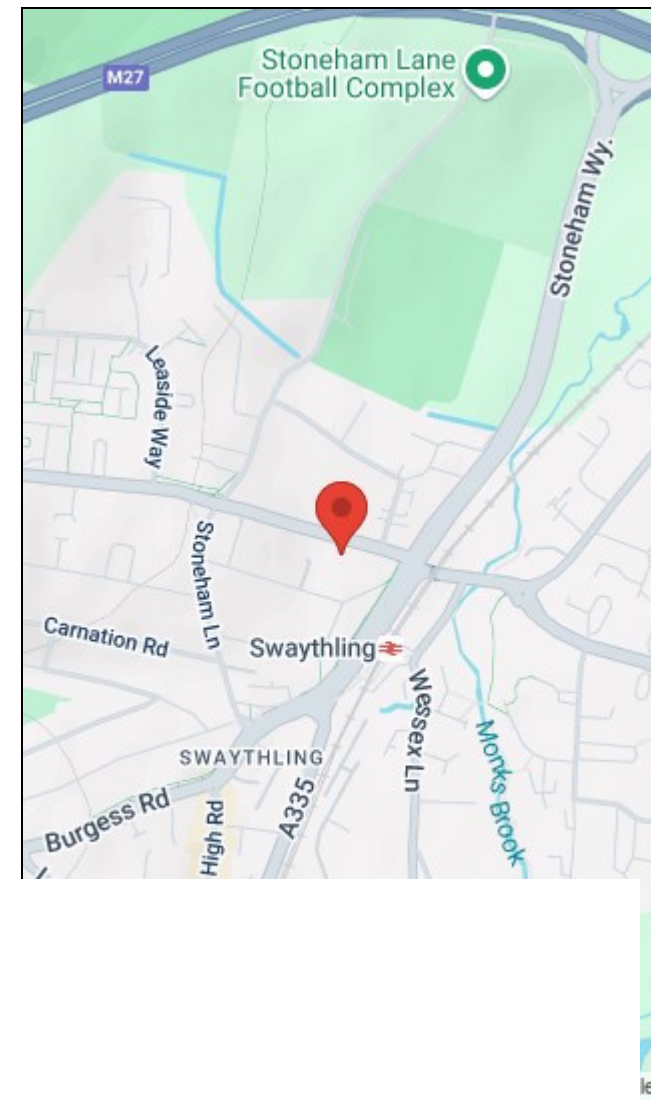 Stoneham Lane
Football Complex
M27
Stoneham Wy.
Leaside Way
Stoneham Ln
Carnation Rd
Swaythling
Wessex Ln
SWAYTHLING
Monks Brook
A335
Burgess Rd
High Rd
le